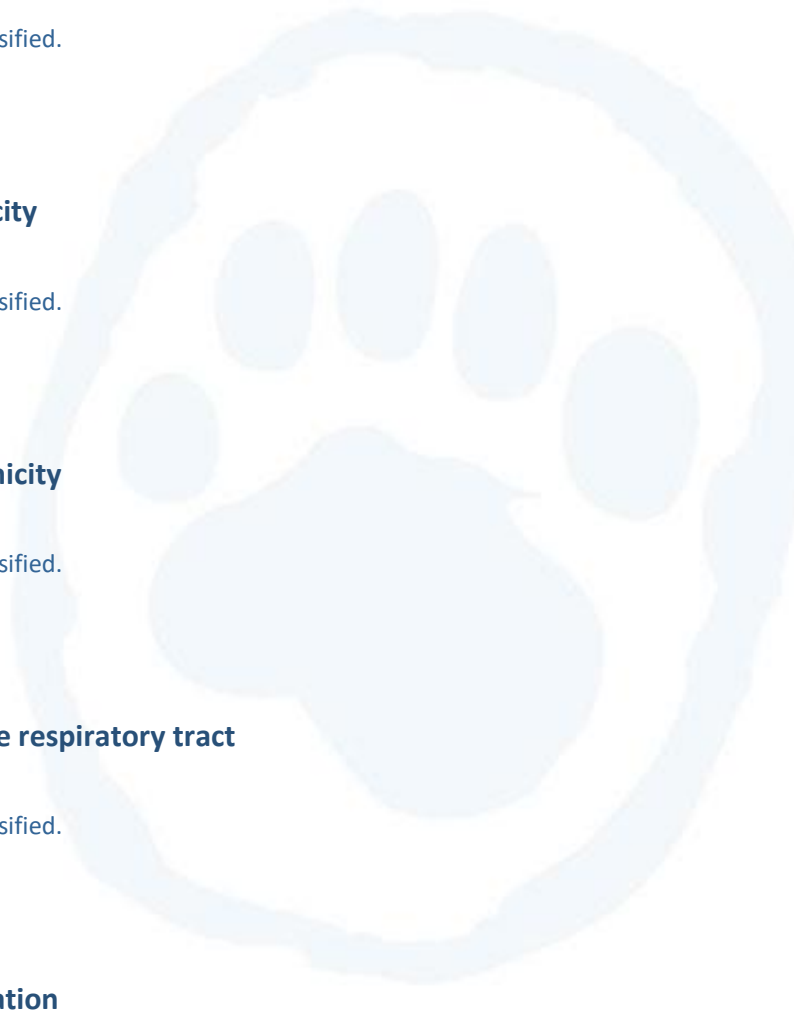 sified.
city
sified.
nicity
sified.
e respiratory tract
sified.
ation